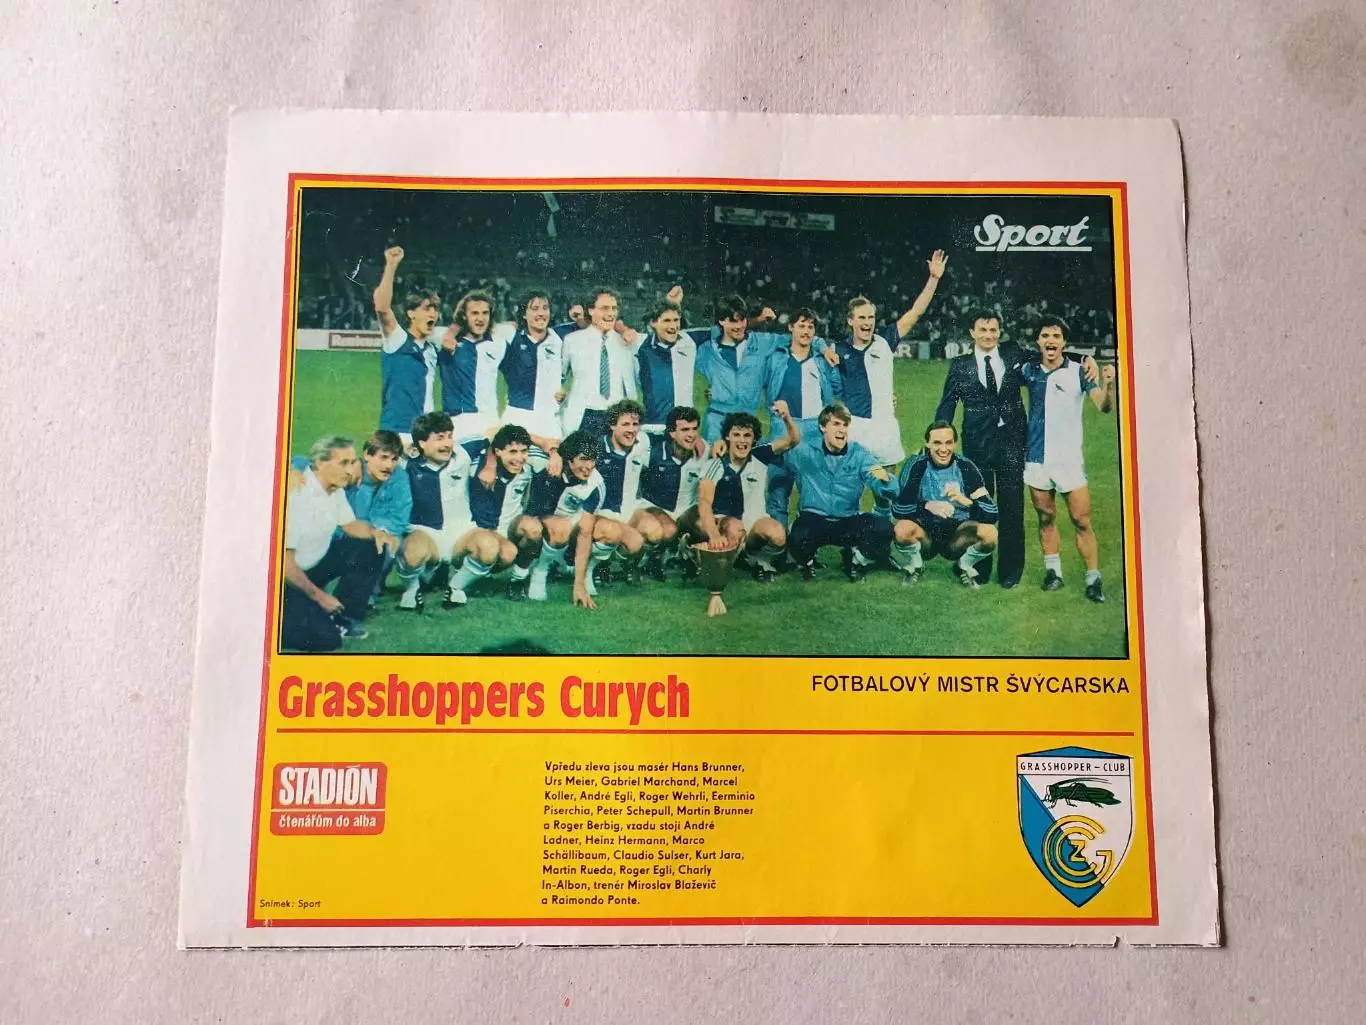 Sport
Grasshoppers Curych
FOTBALOVÝ MISTR ŠVÝCARSKA
STADIÓN
čtenářům do alba
Vpředu zleva jsou masér Hans Brunner,
Urs Meier, Gabriel Marchand, Marcel
Koller, André Egli, Roger Wehrli, Eerminio
Piserchia, Peter Schepull, Martin Brunner
a Roger Berbig, vzadu stojí André
Ladner, Heinz Hermann, Marco
Schällibaum, Claudio Sulser, Kurt Jara,
Martin Rueda, Roger Egli, Charly
In-Albon, trenér Miroslav Blaževič
a Raimondo Ponte.
Snímek: Sport
GRASSHOPPER - CLUB
GCZ